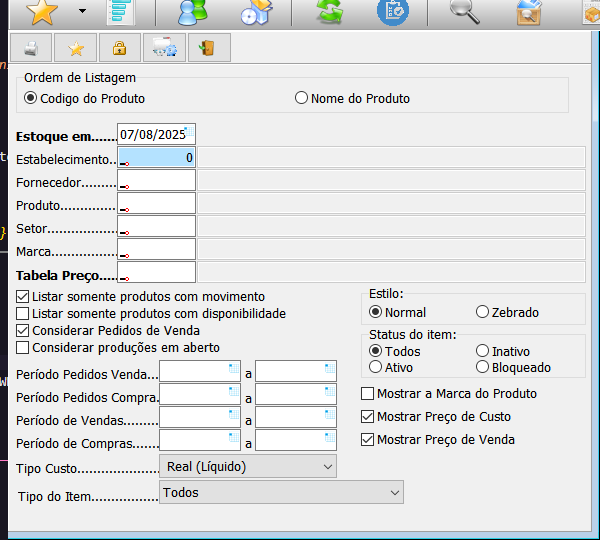 Ordem de Listagem
Codigo do Produto Nome do Produto
Estoque em....... 07/08/2025
Estabelecimento.. 0
Fornecedor.........
Produto..............
Setor.................
Marca................
Tabela Preço.....
Listar somente produtos com movimento
Listar somente produtos com disponibilidade
Considerar Pedidos de Venda
Considerar produções em aberto
Estilo:
Normal Zebrado
Status do item:
Todos Inativo
Ativo Bloqueado
Período Pedidos Venda... a
Período Pedidos Compra. a
Período de Vendas....... a
Período de Compras...... a
Mostrar a Marca do Produto
Mostrar Preço de Custo
Mostrar Preço de Venda
Tipo Custo.................. Real (Líquido)
Tipo do Item................ Todos